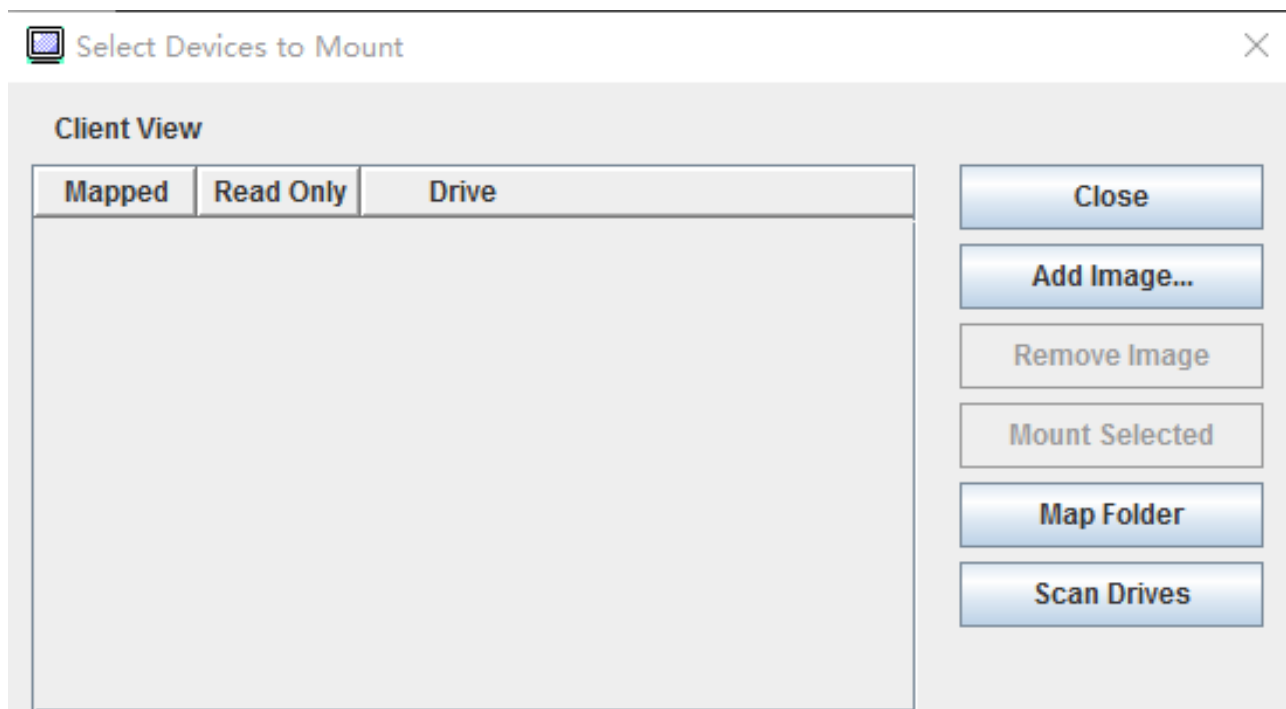 Select Devices to Mount
Client View
Mapped Read Only Drive
Close
Add Image...
Remove Image
Mount Selected
Map Folder
Scan Drives